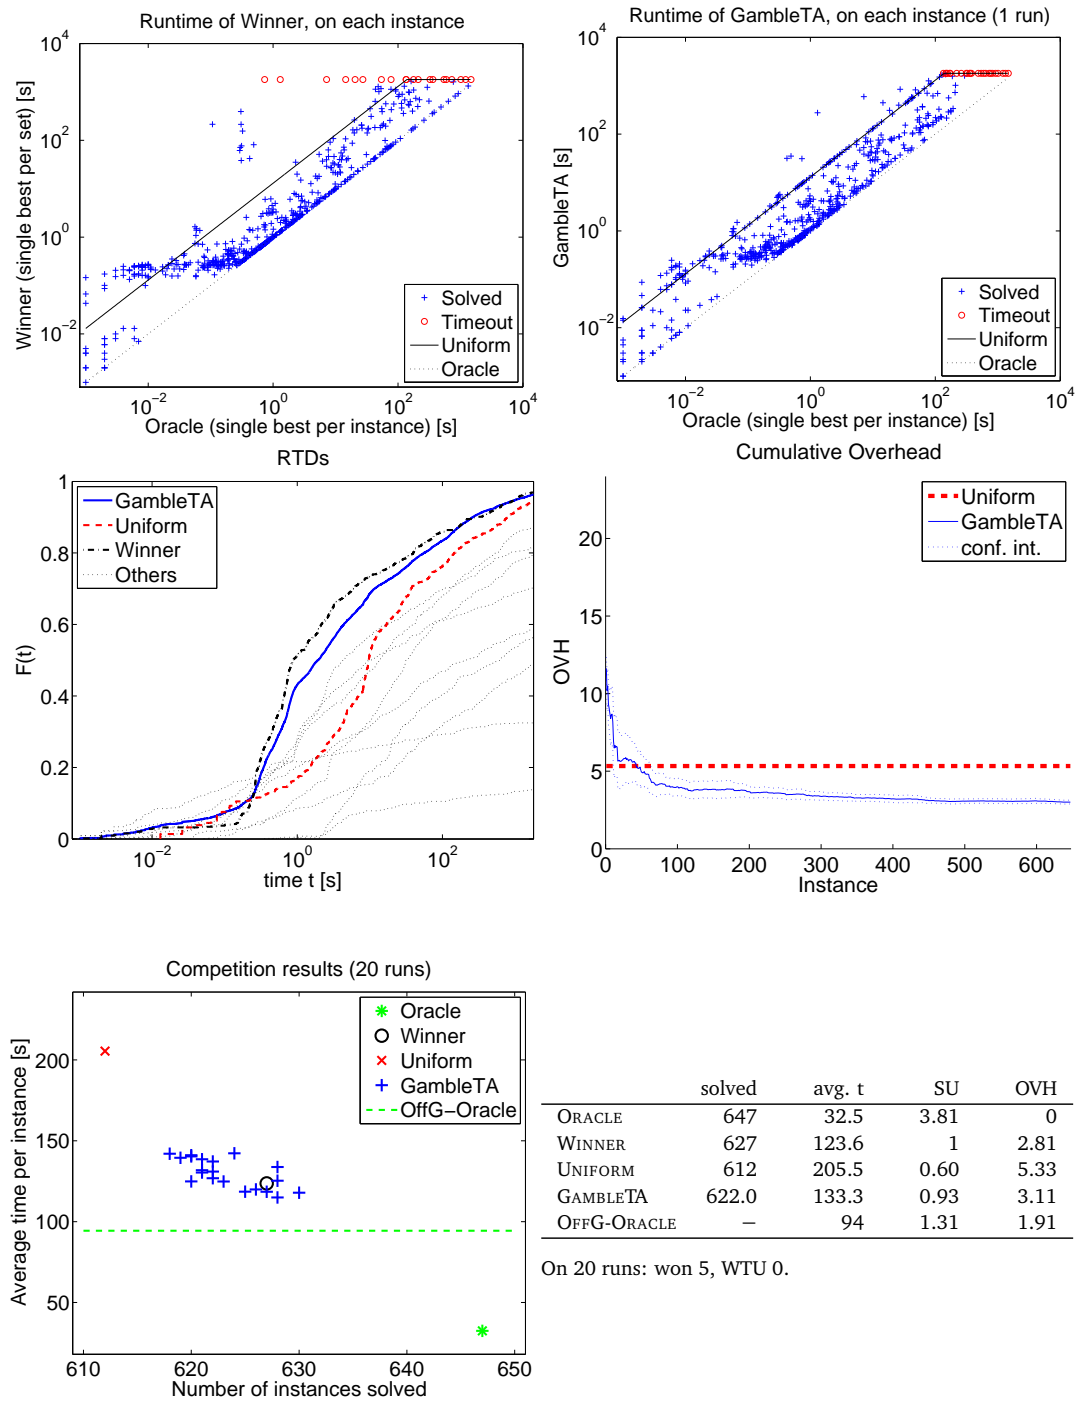 Runtime of Winner, on each instance
Winner (single best per set) [s]
10^4
10^2
10^0
10^−2
10^−2 10^0 10^2 10^4
Oracle (single best per instance) [s]
Solved
Timeout
Uniform
Oracle
Runtime of GambleTA, on each instance (1 run)
GambleTA [s]
10^4
10^2
10^0
10^−2
10^−2 10^0 10^2 10^4
Oracle (single best per instance) [s]
Solved
Timeout
Uniform
Oracle
RTDs
F(t)
1
0.8
0.6
0.4
0.2
0
10^−2 10^0 10^2
time t [s]
GambleTA
Uniform
Winner
Others
Cumulative Overhead
OVH
20
15
10
5
0
0 100 200 300 400 500 600
Instance
Uniform
GambleTA
conf. int.
Competition results (20 runs)
Average time per instance [s]
200
150
100
50
610 620 630 640 650
Number of instances solved
Oracle
Winner
Uniform
GambleTA
OffG−Oracle
solved avg. t SU OVH
ORACLE 647 32.5 3.81 0
WINNER 627 123.6 1 2.81
UNIFORM 612 205.5 0.60 5.33
GAMBLETA 622.0 133.3 0.93 3.11
OFFG-ORACLE – 94 1.31 1.91
On 20 runs: won 5, WTU 0.